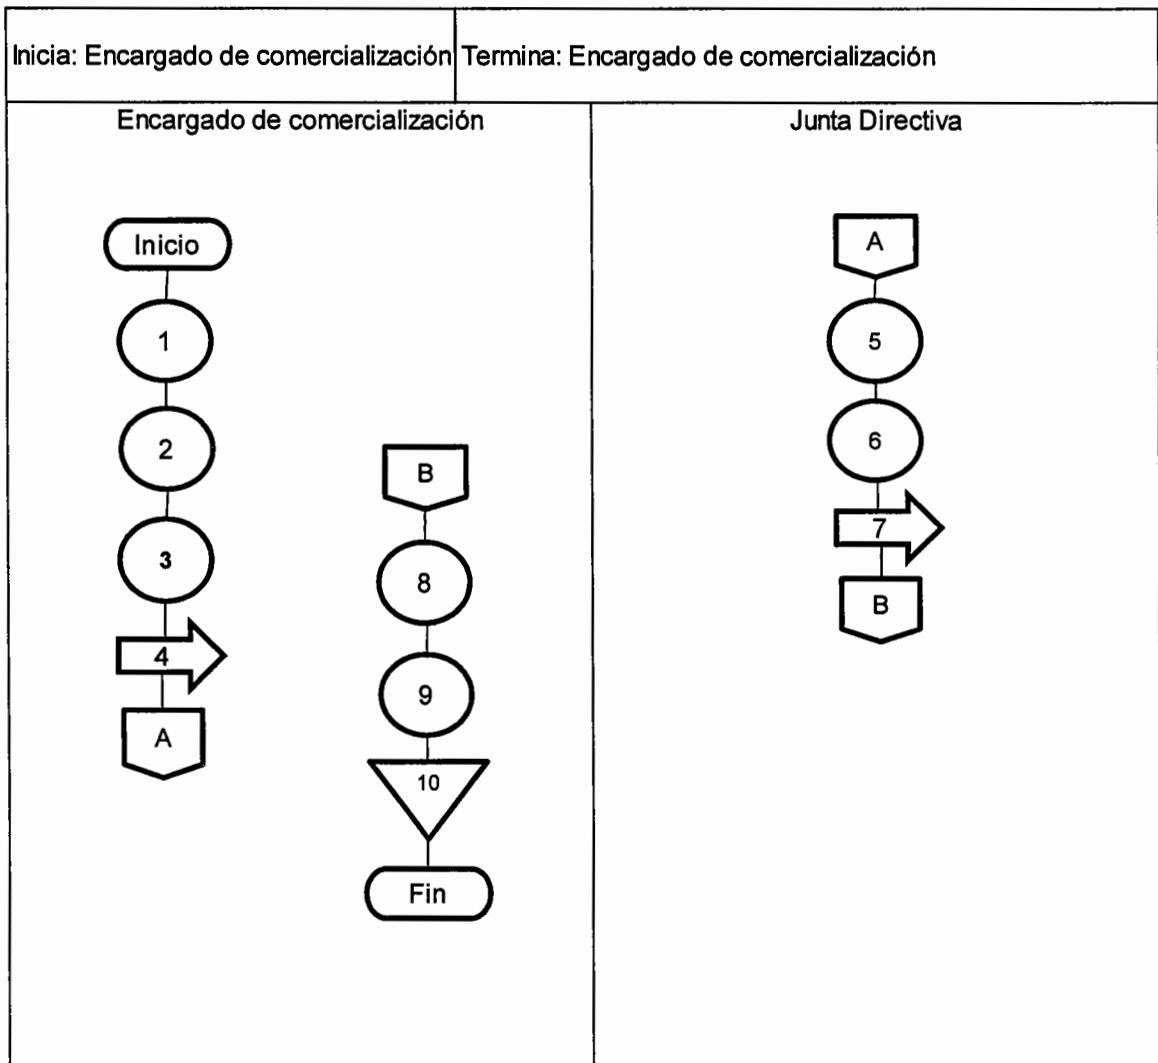 Inicia: Encargado de comercialización
Termina: Encargado de comercialización
Encargado de comercialización
Junta Directiva
Inicio
1
2
3
4
A
B
8
9
10
Fin
A
5
6
7
B